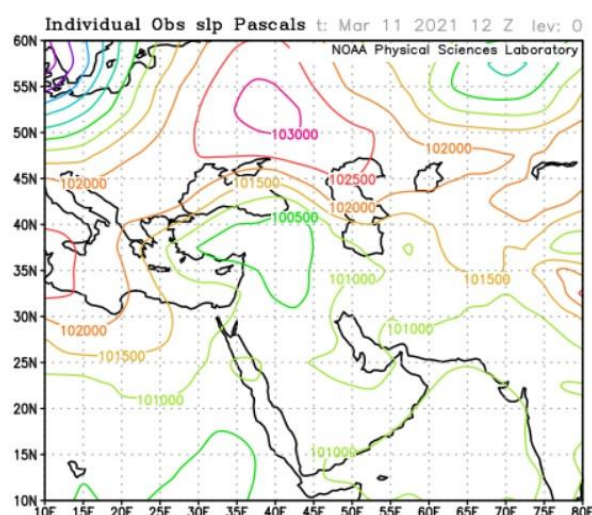 Individual Obs slp Pascals t: Mar 11 2021 12 Z lev: 0
NOAA Physical Sciences Laboratory
60N
55N
50N
45N
40N
35N
30N
25N
20N
15N
10N
103000
102000
102500
102000
101500
102000
100500
101500
101000
102000
101000
101500
101000
101000
10E 15E 20E 25E 30E 35E 40E 45E 50E 55E 60E 65E 70E 75E 80E